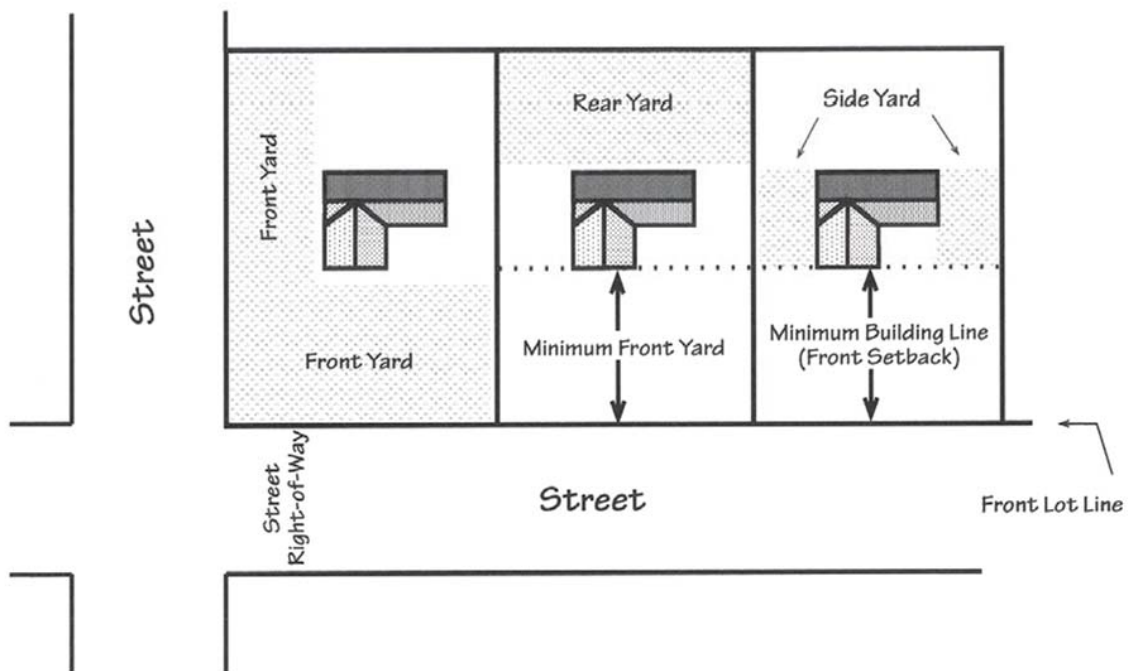 Rear Yard
Side Yard
Front Yard
Street
Front Yard
Minimum Front Yard
Minimum Building Line
(Front Setback)
Street
Right-of-Way
Street
Front Lot Line